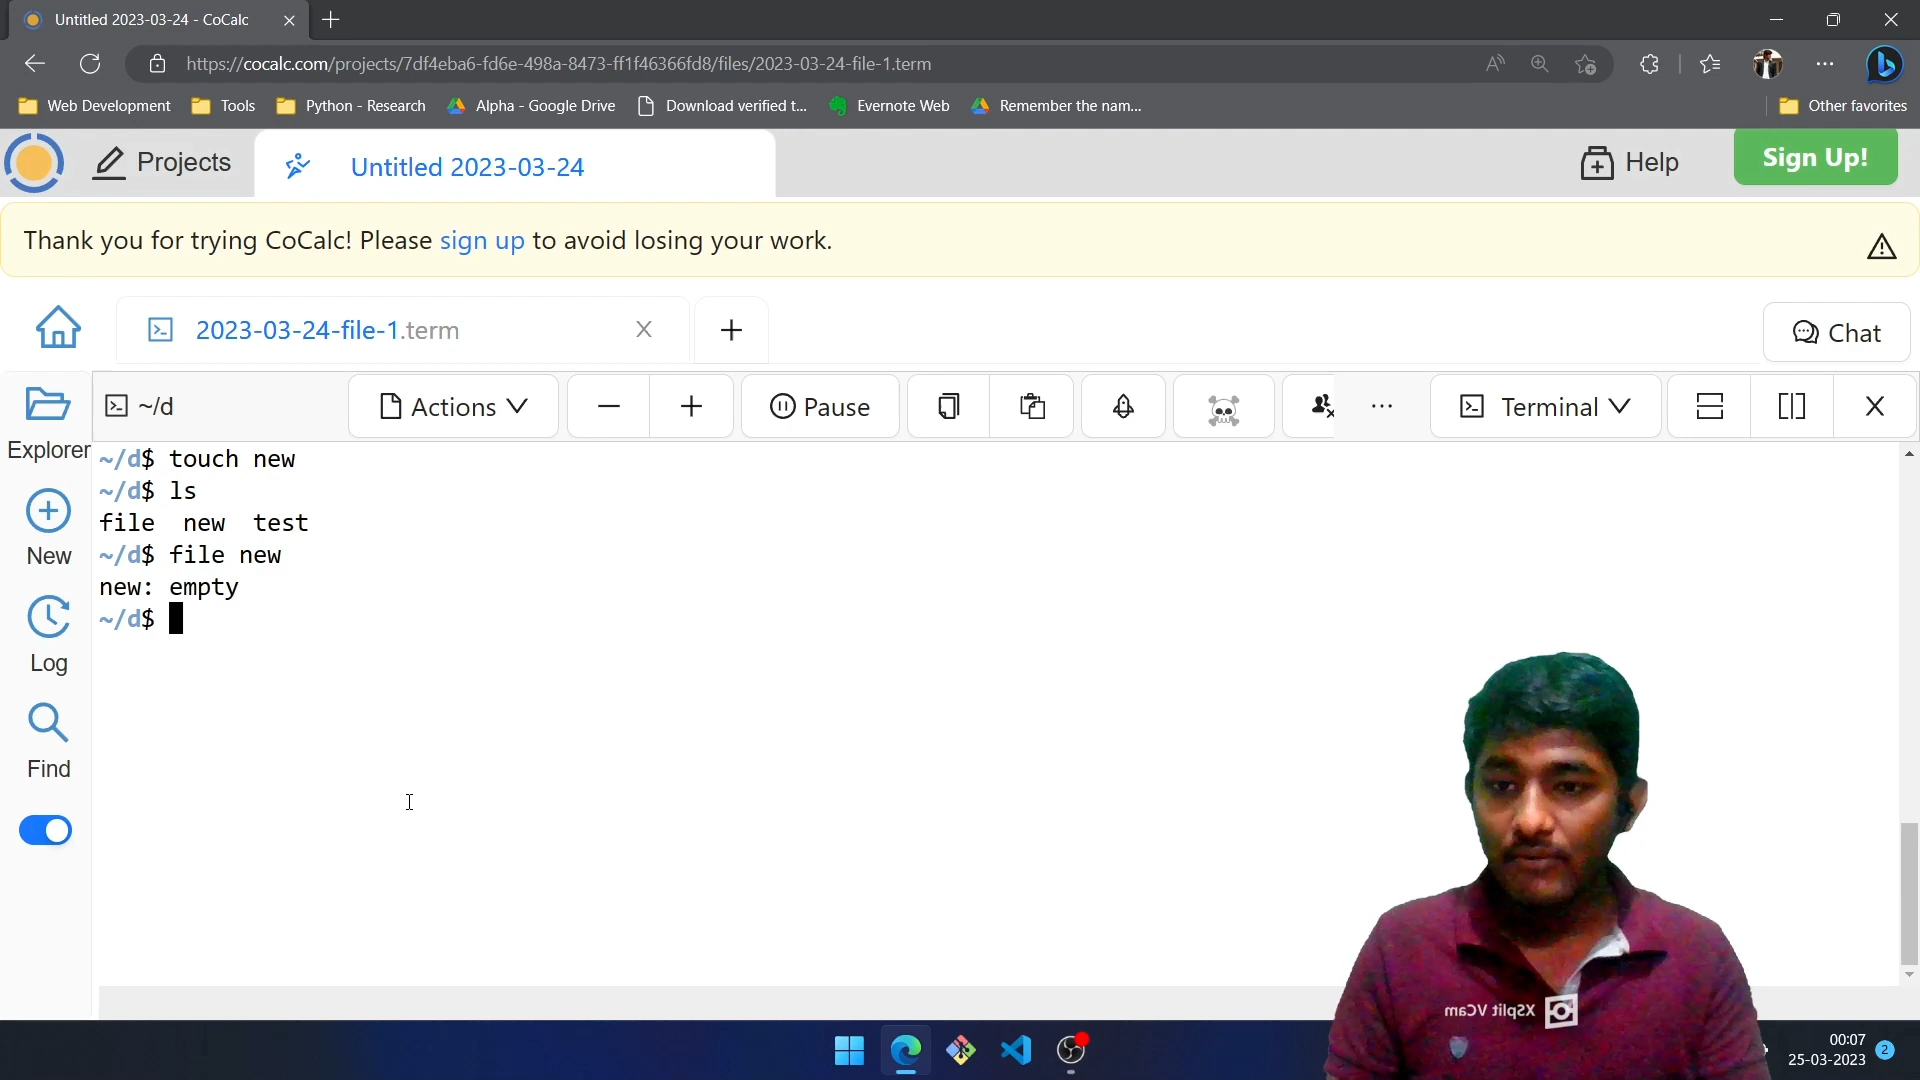 Untitled 2023-03-24 - CoCalc
https://cocalc.com/projects/7df4eba6-fd6e-498a-8473-ff1f46366fd8/files/2023-03-24-file-1.term
Web Development
Tools
Python - Research
Alpha - Google Drive
Download verified t...
Evernote Web
Remember the nam...
Other favorites
Projects
Untitled 2023-03-24
Help
Sign Up!
Thank you for trying CoCalc! Please sign up to avoid losing your work.
2023-03-24-file-1.term
Chat
Explorer
~/d
Actions
Pause
Terminal
~/d$ touch new
~/d$ ls
file new test
~/d$ file new
new: empty
~/d$
New
Log
Find
XSplit VCam
00:07
25-03-2023
2